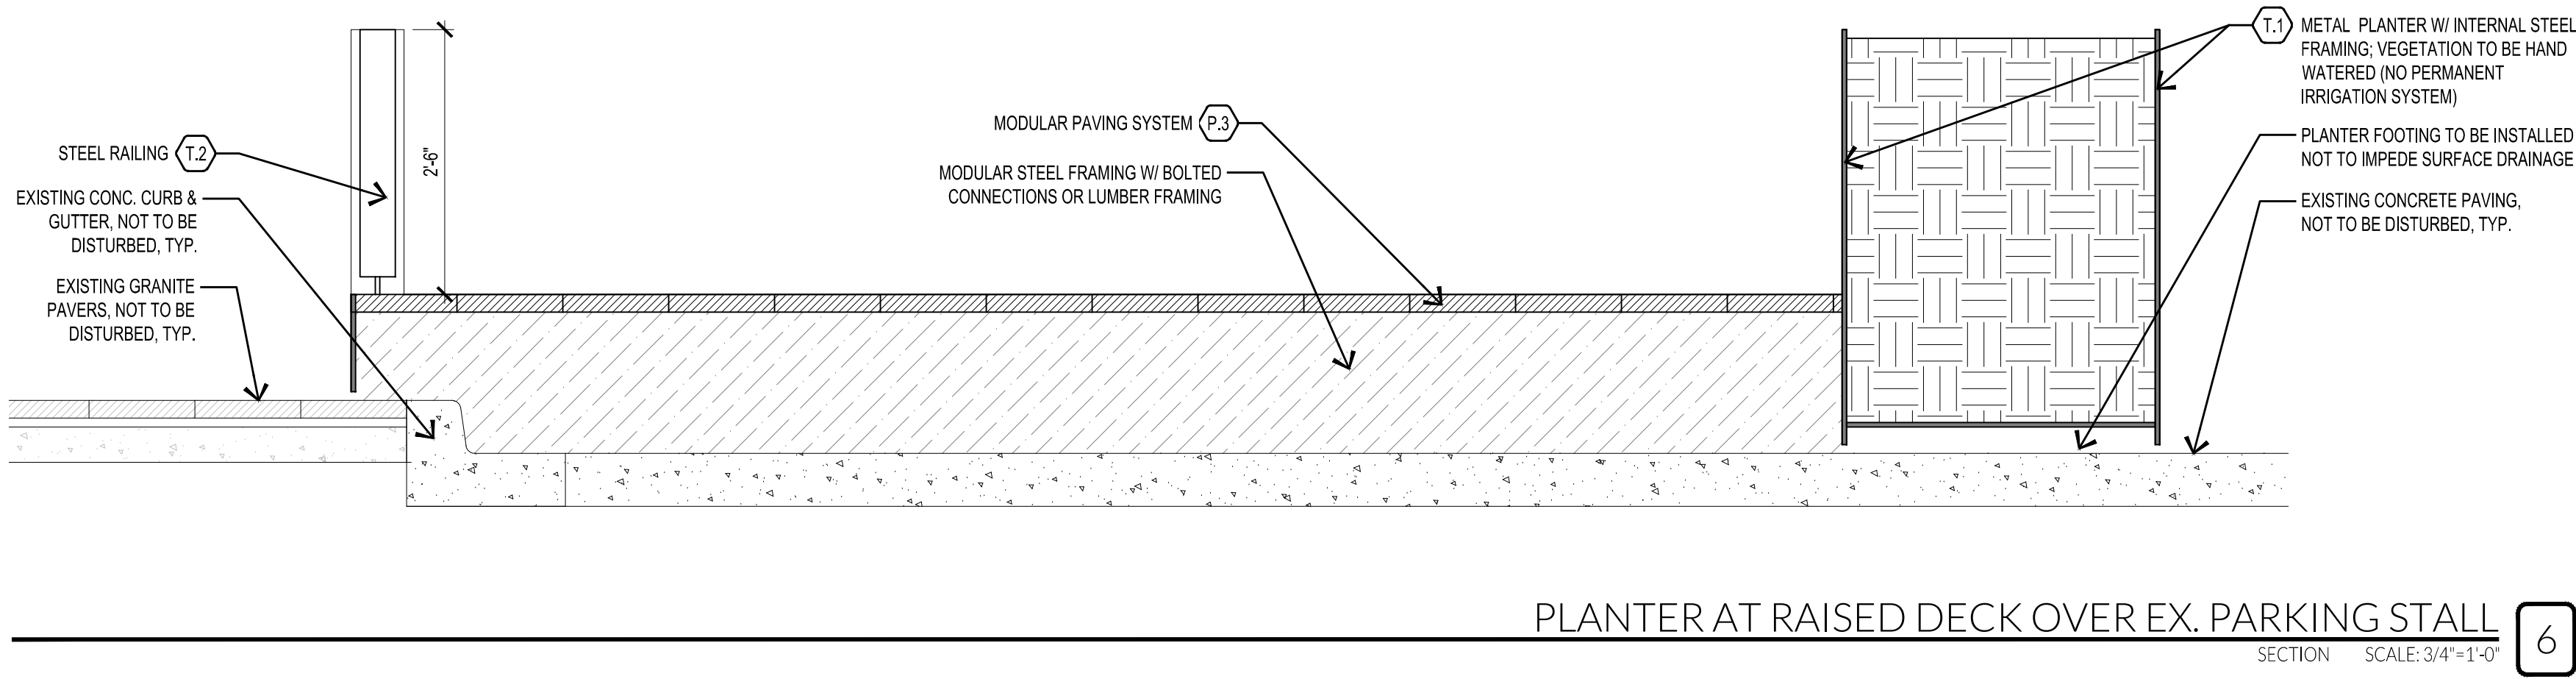 STEEL RAILING T.2
EXISTING CONC. CURB &
GUTTER, NOT TO BE
DISTURBED, TYP.
EXISTING GRANITE
PAVERS, NOT TO BE
DISTURBED, TYP.
2'-6"
MODULAR PAVING SYSTEM P.3
MODULAR STEEL FRAMING W/ BOLTED
CONNECTIONS OR LUMBER FRAMING
T.1 METAL PLANTER W/ INTERNAL STEEL
FRAMING; VEGETATION TO BE HAND
WATERED (NO PERMANENT
IRRIGATION SYSTEM)
PLANTER FOOTING TO BE INSTALLED
NOT TO IMPEDE SURFACE DRAINAGE
EXISTING CONCRETE PAVING,
NOT TO BE DISTURBED, TYP.
PLANTER AT RAISED DECK OVER EX. PARKING STALL
6
SECTION SCALE: 3/4"=1'-0"